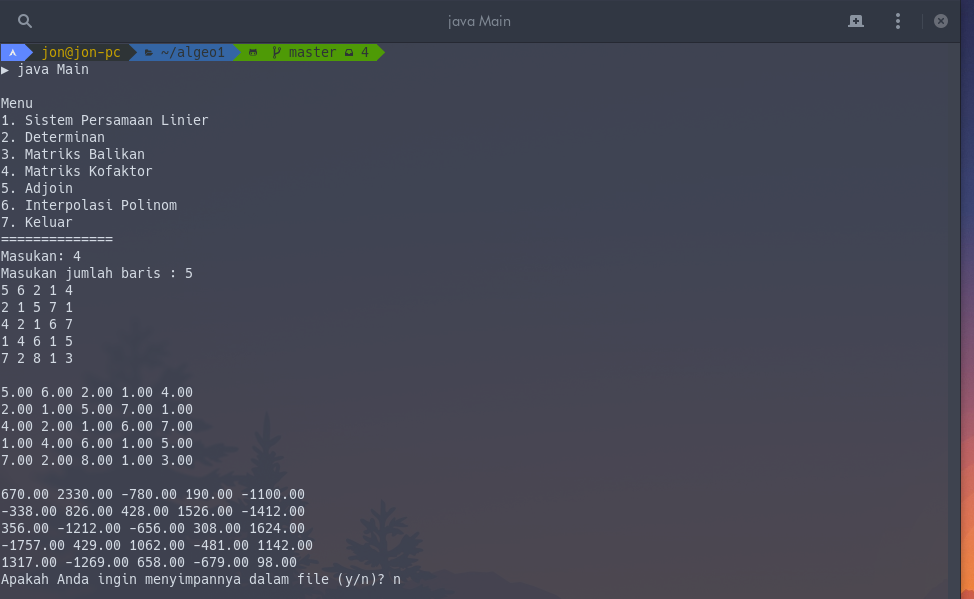 java Main
jon@jon-pc ~/algeo1 master 4
▶ java Main
Menu
1. Sistem Persamaan Linier
2. Determinan
3. Matriks Balikan
4. Matriks Kofaktor
5. Adjoin
6. Interpolasi Polinom
7. Keluar
==============
Masukan: 4
Masukan jumlah baris : 5
5 6 2 1 4
2 1 5 7 1
4 2 1 6 7
1 4 6 1 5
7 2 8 1 3
5.00 6.00 2.00 1.00 4.00
2.00 1.00 5.00 7.00 1.00
4.00 2.00 1.00 6.00 7.00
1.00 4.00 6.00 1.00 5.00
7.00 2.00 8.00 1.00 3.00
670.00 2330.00 -780.00 190.00 -1100.00
-338.00 826.00 428.00 1526.00 -1412.00
356.00 -1212.00 -656.00 308.00 1624.00
-1757.00 429.00 1062.00 -481.00 1142.00
1317.00 -1269.00 658.00 -679.00 98.00
Apakah Anda ingin menyimpannya dalam file (y/n)? n